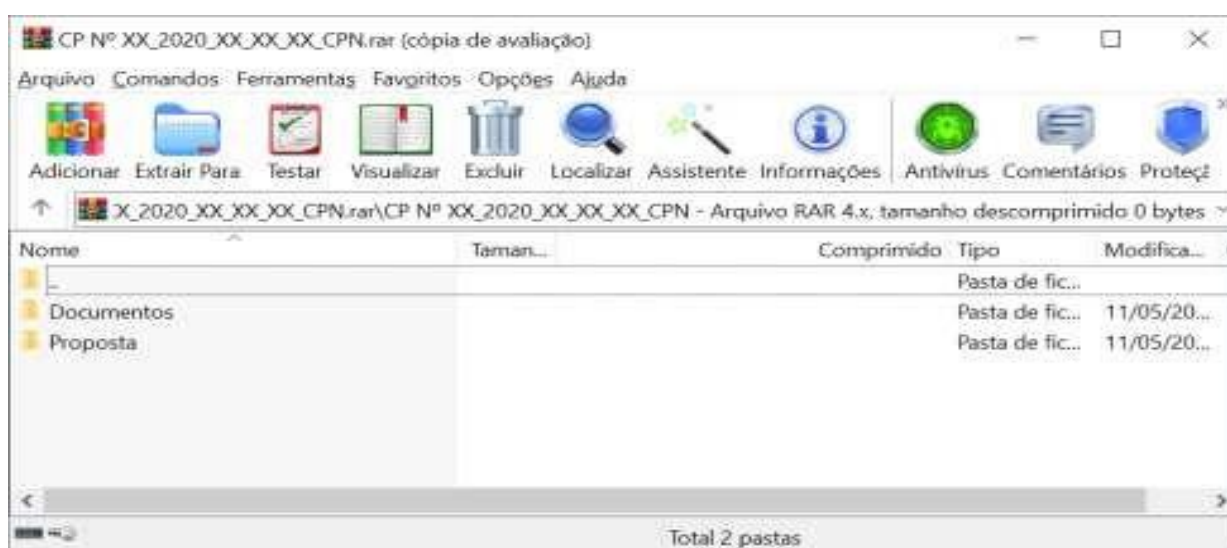 CP Nº XX_2020_XX_XX_XX_CPN.rar (cópia de avaliação)
Arquivo Comandos Ferramentas Favoritos Opções Ajuda
Adicionar Extrair Para Testar Visualizar Excluir Localizar Assistente Informações Antivírus Comentários Proteçã
X_2020_XX_XX_XX_CPN.rar\CP Nº XX_2020_XX_XX_XX_CPN - Arquivo RAR 4.x, tamanho descomprimido 0 bytes
Nome Taman... Comprimido Tipo Modifica...
.. Pasta de fic...
Documentos Pasta de fic... 11/05/20...
Proposta Pasta de fic... 11/05/20...
Total 2 pastas